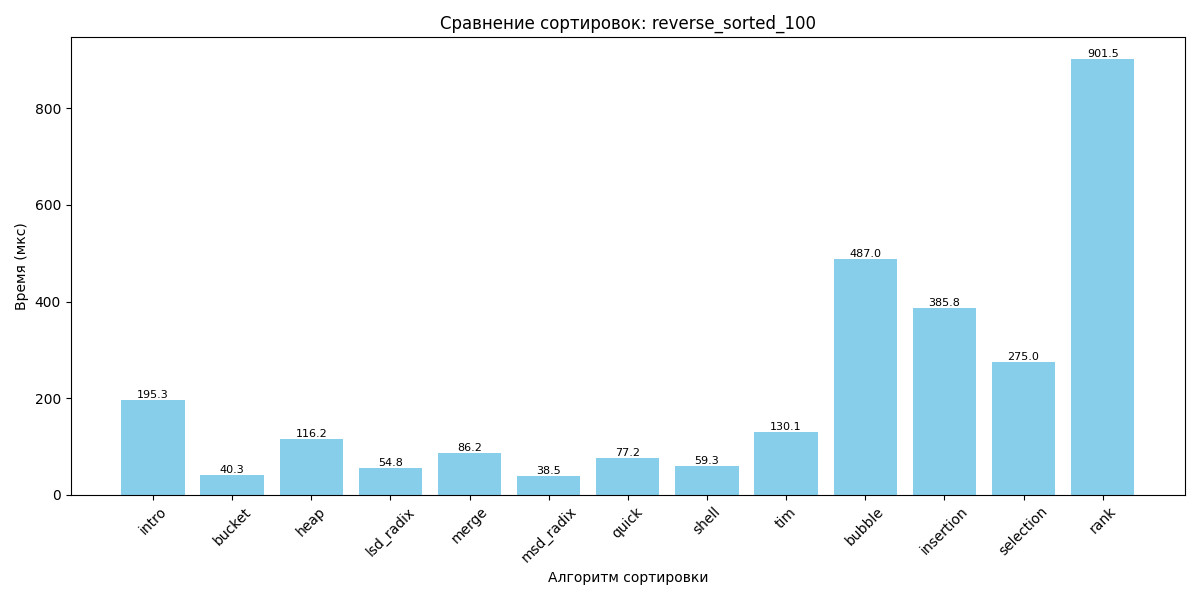 Сравнение сортировок: reverse_sorted_100
Время (мкс)
800
600
400
200
0
195.3
40.3
116.2
54.8
86.2
38.5
77.2
59.3
130.1
487.0
385.8
275.0
901.5
intro
bucket
heap
lsd_radix
merge
msd_radix
quick
shell
tim
bubble
insertion
selection
rank
Алгоритм сортировки